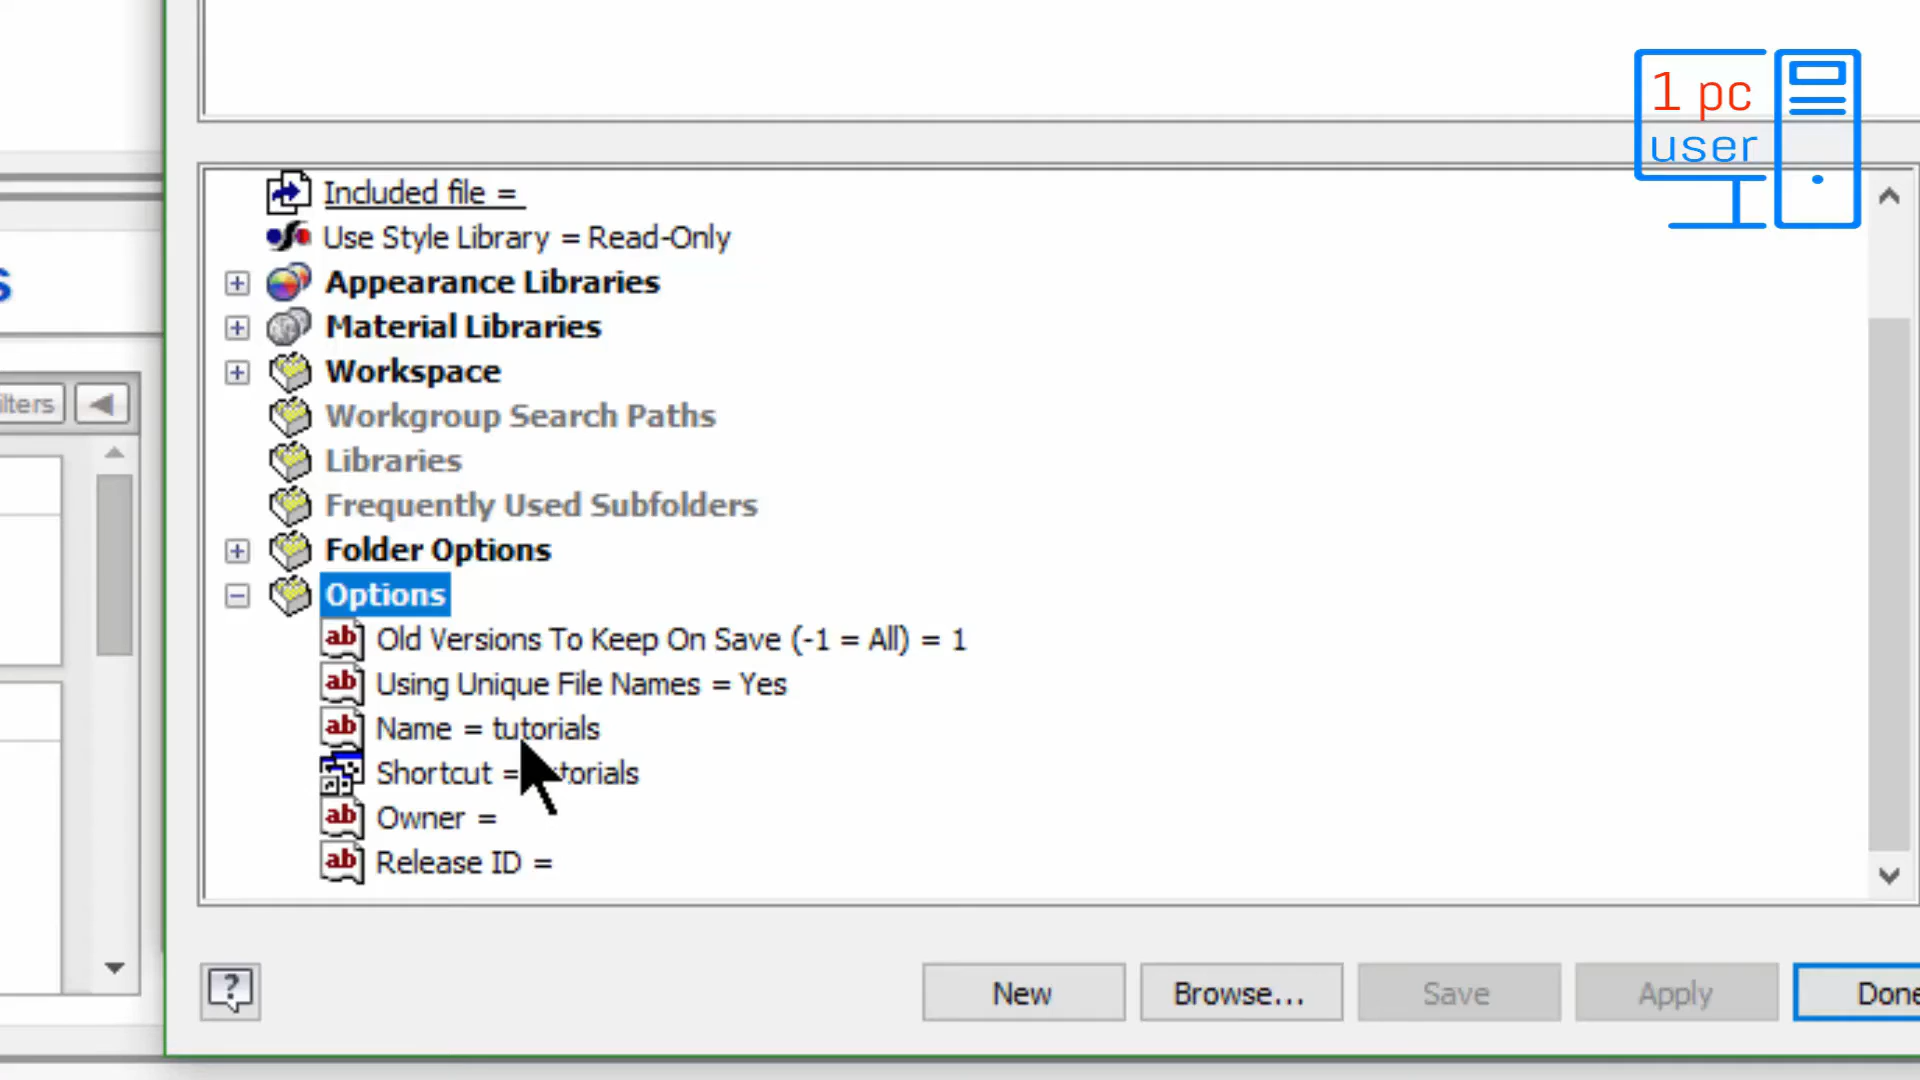 1 pc
user
Included file =
Use Style Library = Read-Only
Appearance Libraries
Material Libraries
Workspace
Workgroup Search Paths
Libraries
Frequently Used Subfolders
Folder Options
Options
Old Versions To Keep On Save (-1 = All) = 1
Using Unique File Names = Yes
Name = tutorials
Shortcut = torials
Owner =
Release ID =
s
ilters
?
New
Browse...
Save
Apply
Done